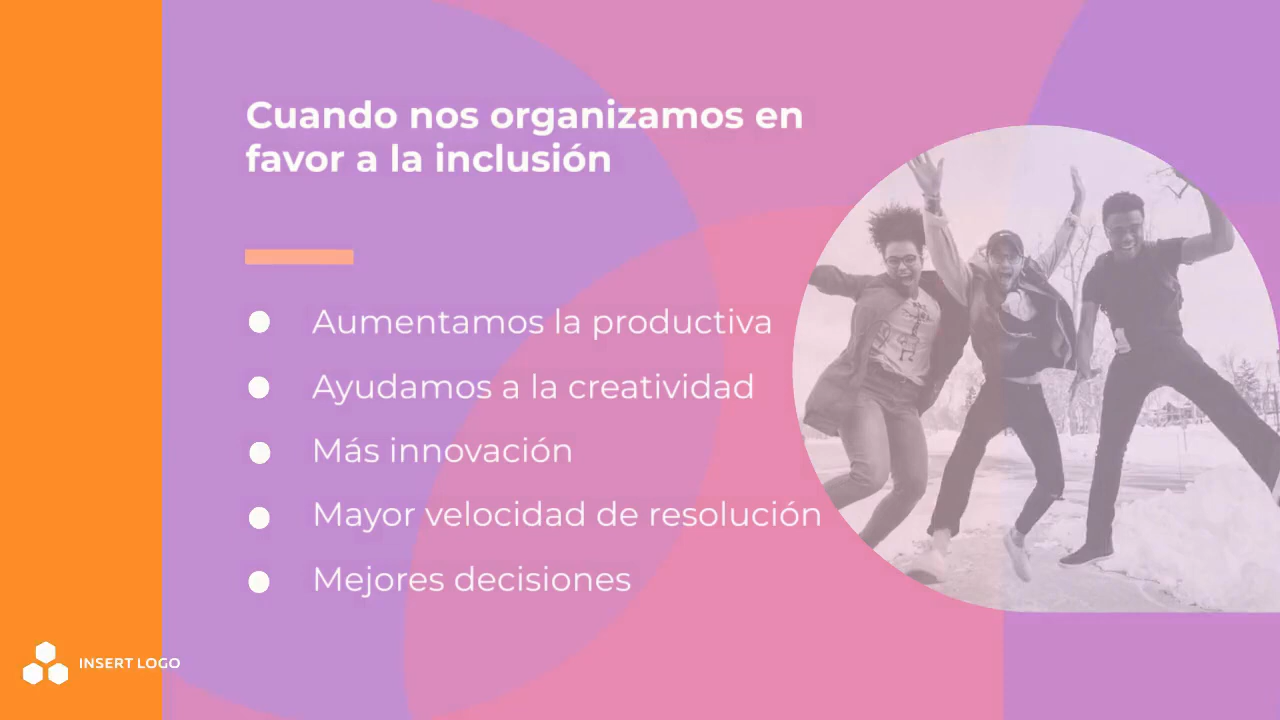 Cuando nos organizamos en
favor a la inclusión
Aumentamos la productiva
Ayudamos a la creatividad
Más innovación
Mayor velocidad de resolución
Mejores decisiones
INSERT LOGO